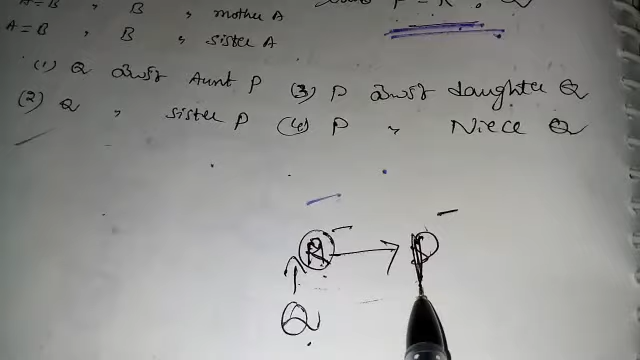 A=B " B " mother A
A=B " B " sister A
(1) Q Aunt P (3) P daughter Q
(2) Q " sister P (4) P " Niece Q
R P
Q